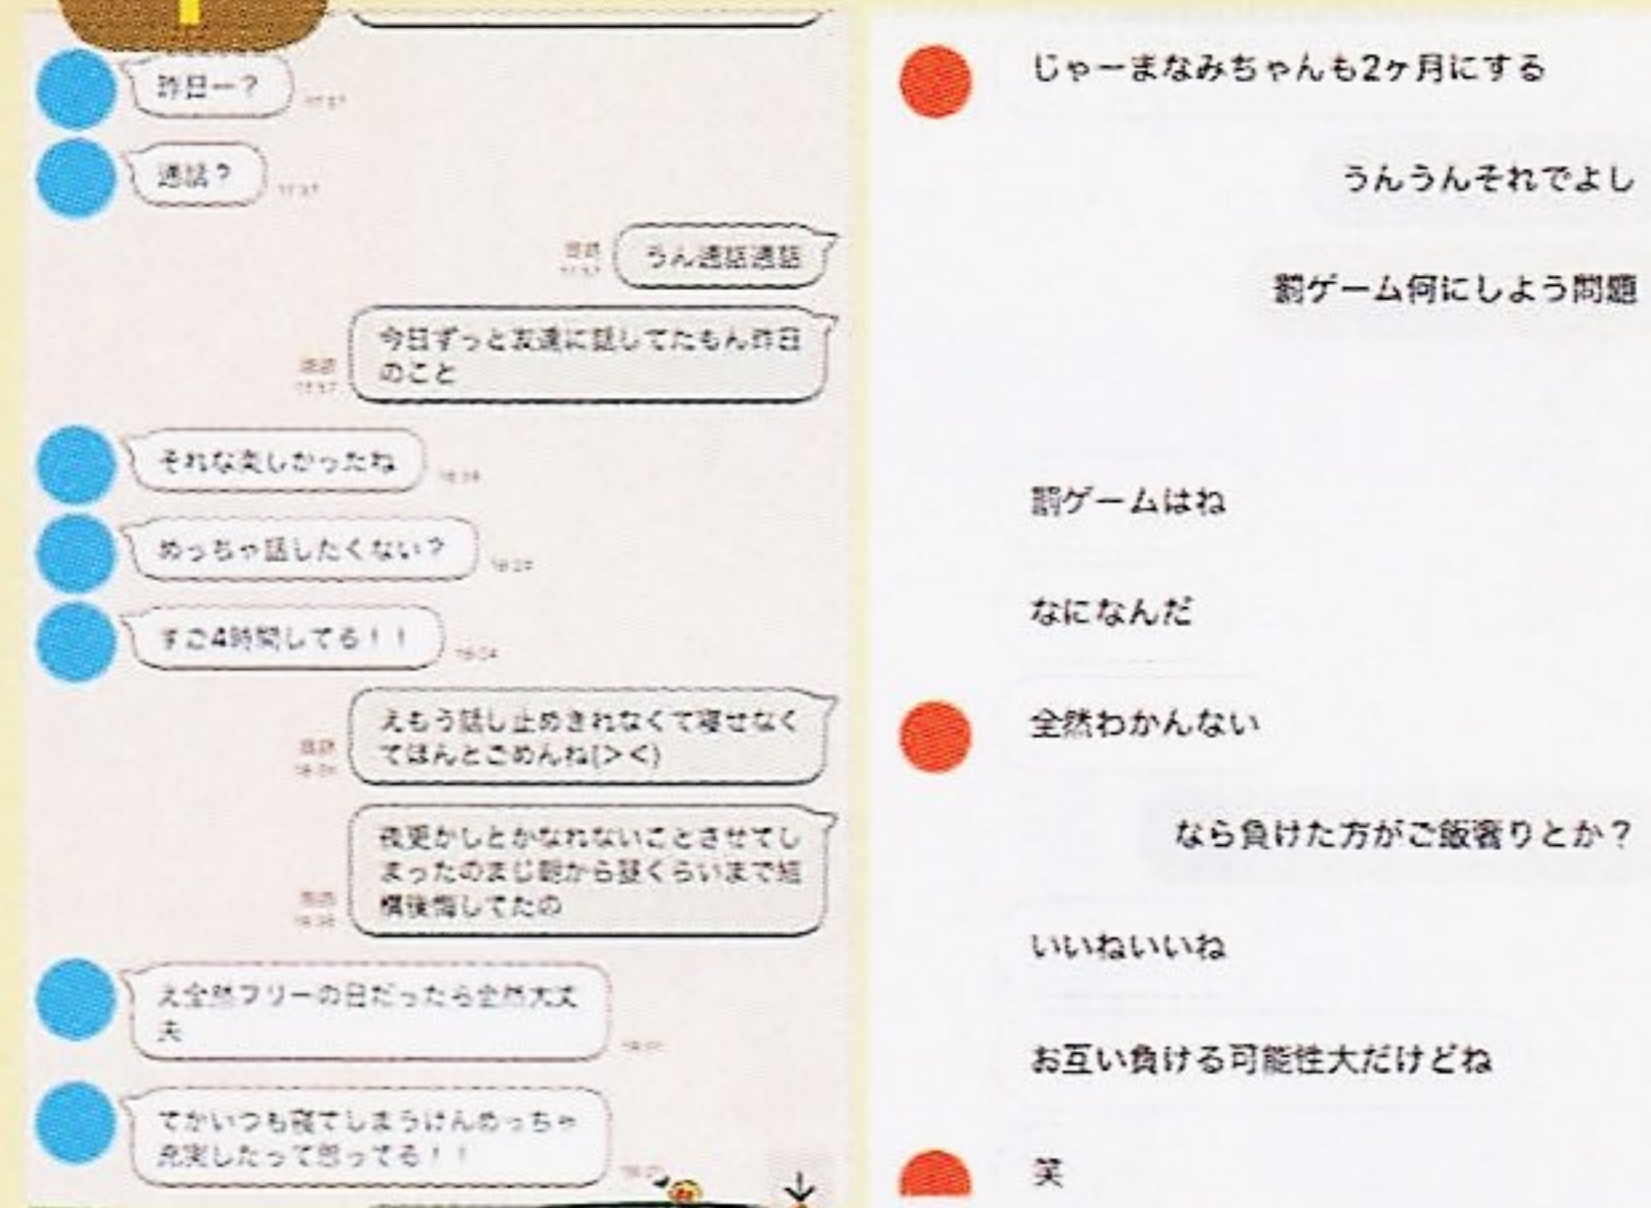 昨日ー?
通話?
うん通話通話
今日ずっと友達に話してたもん昨日
のこと
それな楽しかったね
めっちゃ話したくない?
すご4時間してる!!
えもう話し止めきれなくて寝せなく
てほんとごめんね(><)
夜更かしとかなれないことさせてし
まったのまじ朝から昼くらいまで結
構後悔してたの
え全然フリーの日だったら全然大丈
夫
てかいつも寝てしまうけんめっちゃ
充実したって思ってる!!
じゃーまなみちゃんも2ヶ月にする
うんうんそれでよし
罰ゲーム何にしよう問題
罰ゲームはね
なになんだ
全然わかんない
なら負けた方がご飯奢りとか?
いいねいいね
お互い負ける可能性大だけどね
笑